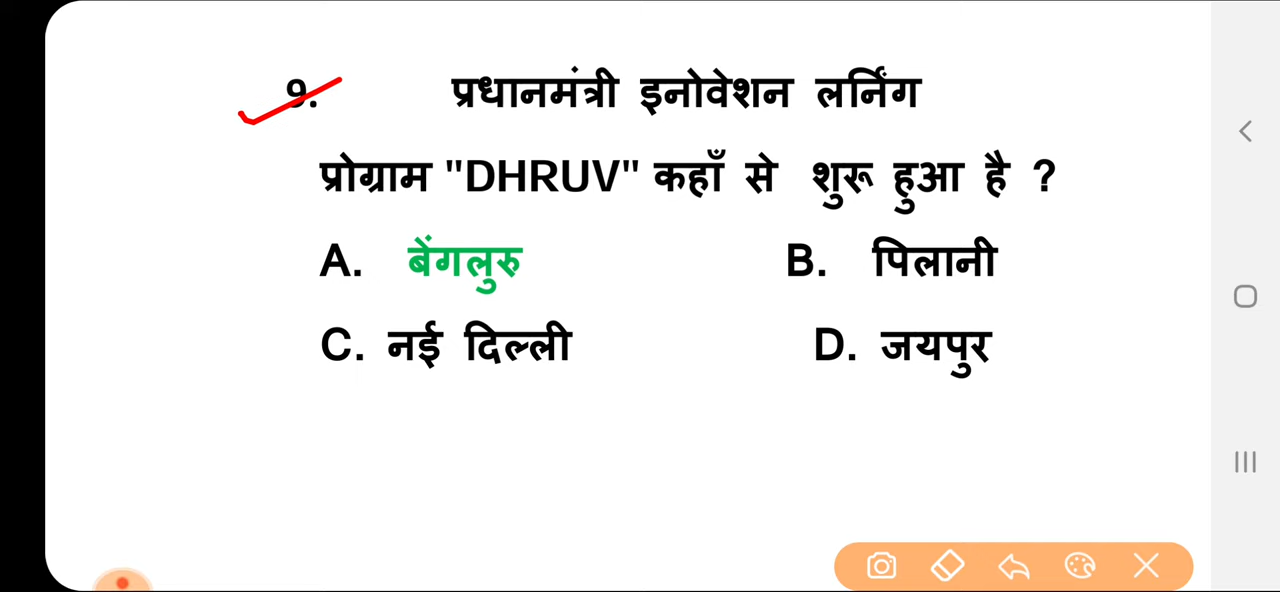 9. प्रधानमंत्री इनोवेशन लर्निंग
प्रोग्राम "DHRUV" कहाँ से शुरू हुआ है ?
A. बेंगलुरु B. पिलानी
C. नई दिल्ली D. जयपुर